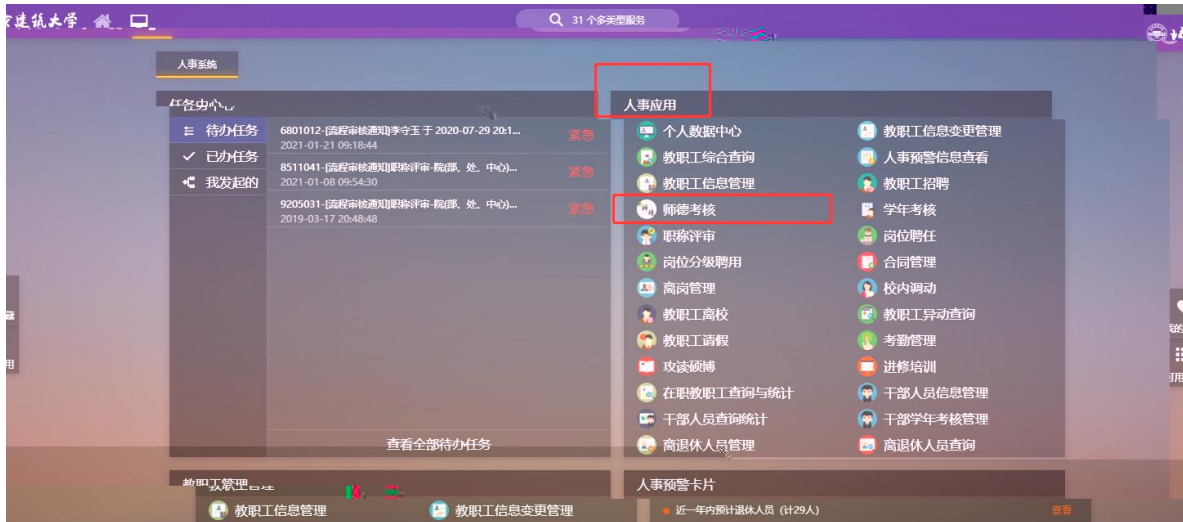 京建筑大学
31 个多类型服务
人事系统
任务中心
待办任务
已办任务
我发起的
6801012-[流程审核通知]李守玉 于 2020-07-29 20:1...
2021-01-21 09:18:44
紧急
8511041-[流程审核通知]职称评审-院(部、处、中心)...
2021-01-08 09:54:30
紧急
9205031-[流程审核通知]职称评审-院(部、处、中心)...
2019-03-17 20:48:48
紧急
查看全部待办任务
人事应用
个人数据中心
教职工信息变更管理
教职工综合查询
人事预警信息查看
教职工信息管理
教职工招聘
师德考核
学年考核
职称评审
岗位聘任
岗位分级聘用
合同管理
离岗管理
校内调动
教职工离校
教职工异动查询
教职工请假
考勤管理
攻读硕博
进修培训
在职教职工查询与统计
干部人员信息管理
干部人员查询统计
干部学年考核管理
离退休人员管理
离退休人员查询
教职工信息管理
教职工信息变更管理
人事预警卡片
近一年内预计退休人员 (计29人)
查看